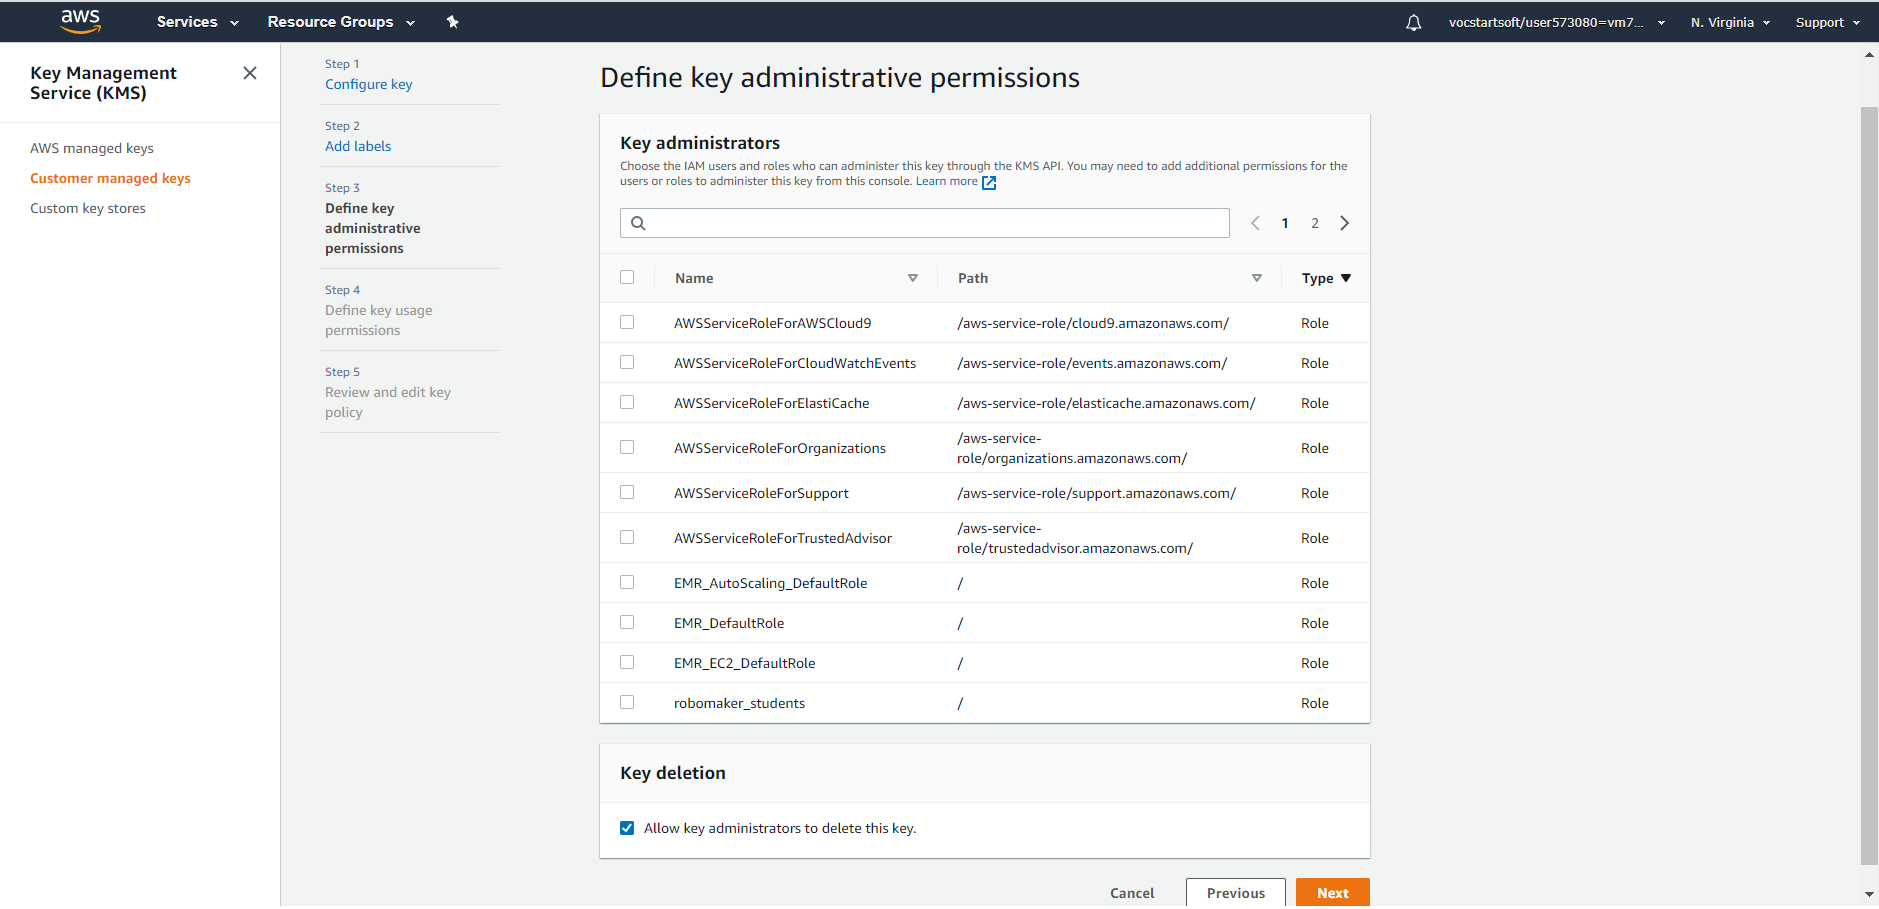 aws
Services
Resource Groups
vocstartsoft/user573080=vm7...
N. Virginia
Support
Key Management
Service (KMS)
AWS managed keys
Customer managed keys
Custom key stores
Step 1
Configure key
Step 2
Add labels
Step 3
Define key
administrative
permissions
Step 4
Define key usage
permissions
Step 5
Review and edit key
policy
Define key administrative permissions
Key administrators
Choose the IAM users and roles who can administer this key through the KMS API. You may need to add additional permissions for the
users or roles to administer this key from this console. Learn more
1 2
Name Path Type
AWSServiceRoleForAWSCloud9 /aws-service-role/cloud9.amazonaws.com/ Role
AWSServiceRoleForCloudWatchEvents /aws-service-role/events.amazonaws.com/ Role
AWSServiceRoleForElastiCache /aws-service-role/elasticache.amazonaws.com/ Role
AWSServiceRoleForOrganizations /aws-service-
role/organizations.amazonaws.com/ Role
AWSServiceRoleForSupport /aws-service-role/support.amazonaws.com/ Role
AWSServiceRoleForTrustedAdvisor /aws-service-
role/trustedadvisor.amazonaws.com/ Role
EMR_AutoScaling_DefaultRole / Role
EMR_DefaultRole / Role
EMR_EC2_DefaultRole / Role
robomaker_students / Role
Key deletion
Allow key administrators to delete this key.
Cancel Previous Next